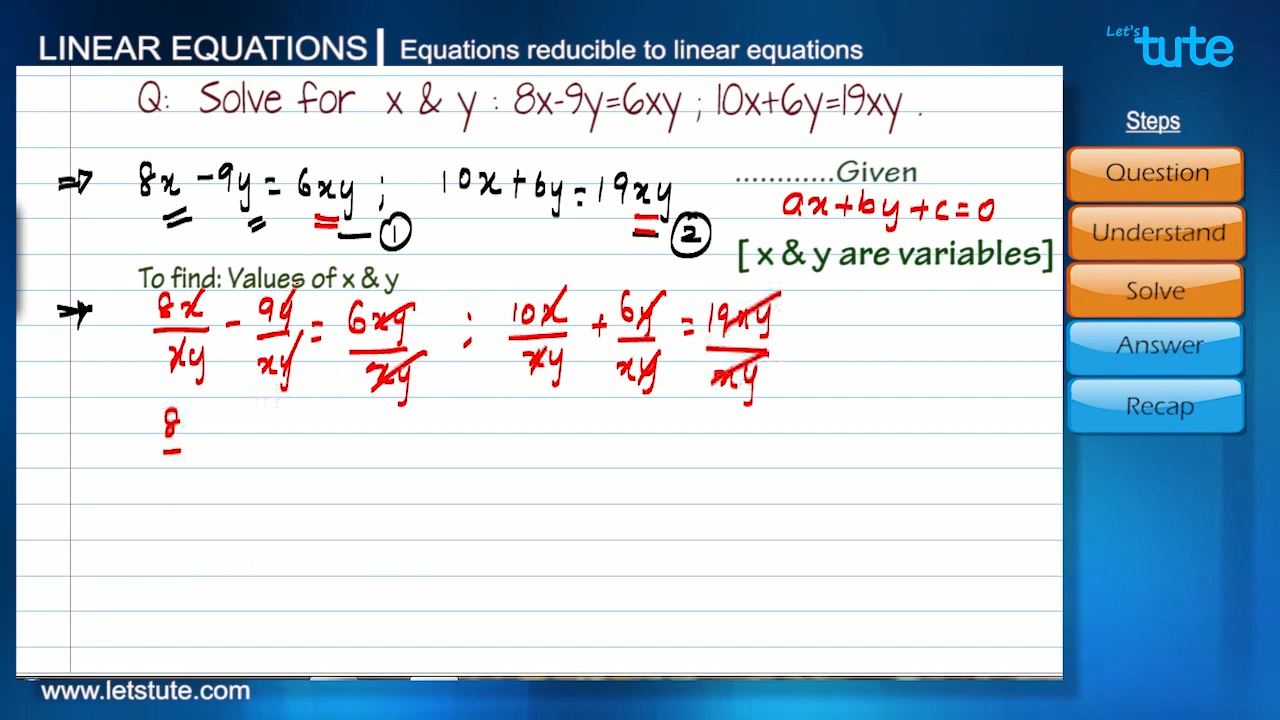 LINEAR EQUATIONS | Equations reducible to linear equations
Let's tute
Q: Solve for x & y : 8x-9y=6xy ; 10x+6y=19xy .
⇒ 8x - 9y = 6xy ; — ① 10x + 6y = 19xy — ② ............Given
ax+by+c=0
[ x & y are variables]
To find: Values of x & y
→ 8x/xy - 9y/xy = 6xy/xy ; 10x/xy + 6y/xy = 19xy/xy
8
Steps
Question
Understand
Solve
Answer
Recap
www.letstute.com